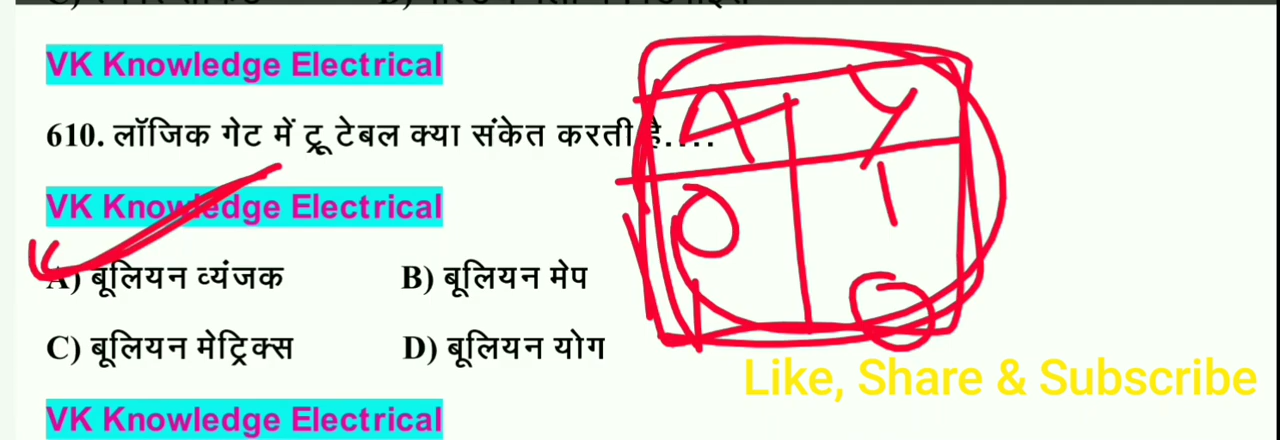 VK Knowledge Electrical
610. लॉजिक गेट में ट्रू टेबल क्या संकेत करती है....
A Y
VK Knowledge Electrical
0 1
A) बूलियन व्यंजक B) बूलियन मेप
1 0
C) बूलियन मेट्रिक्स D) बूलियन योग
Like, Share & Subscribe
VK Knowledge Electrical